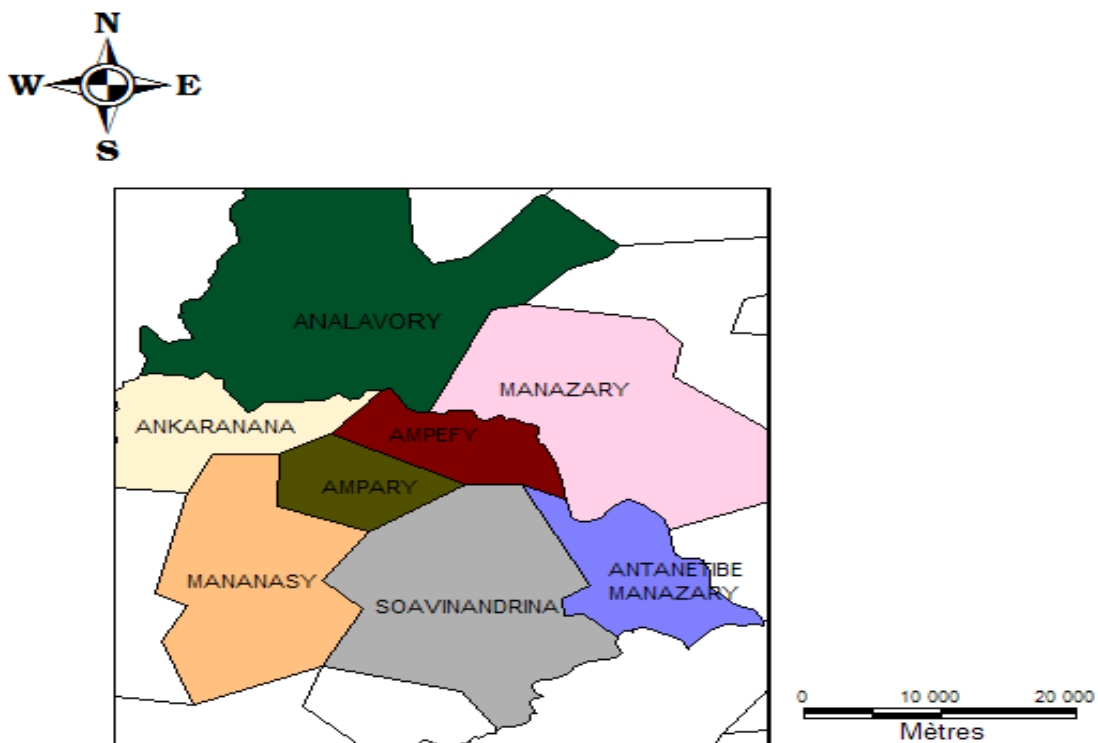 N
W E
S
ANALAVORY
MANAZARY
ANKARANANA
AMPEFY
AMPARY
MANANASY
ANTANETIBE
MANAZARY
SOAVINANDRINA
0 10 000 20 000
Mètres